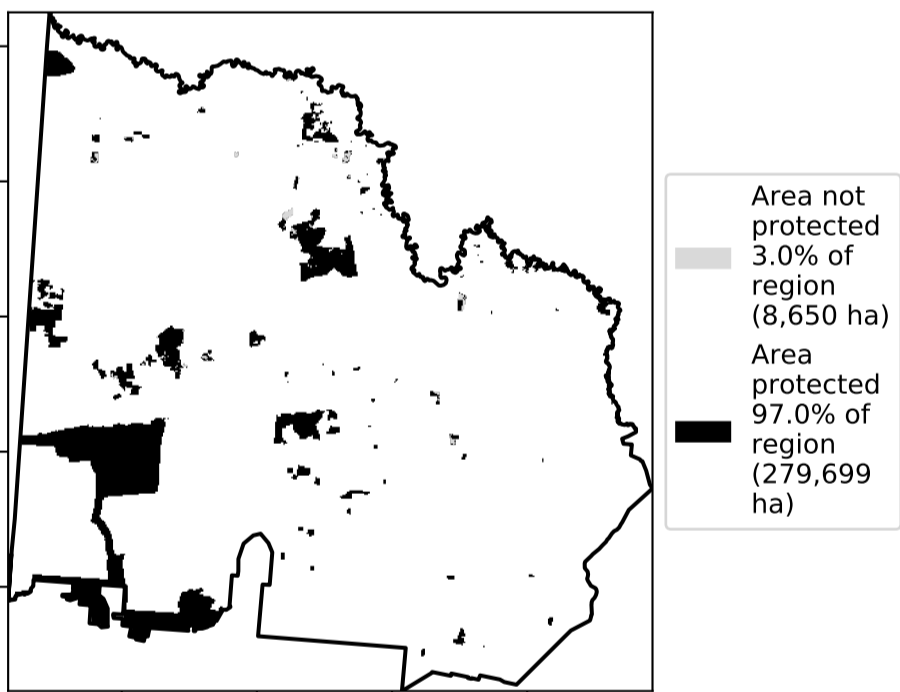 Area not
protected
3.0% of
region
(8,650 ha)
Area
protected
97.0% of
region
(279,699
ha)